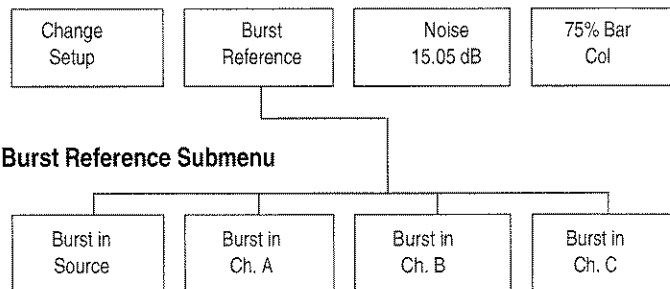 Change
Setup
Burst
Reference
Noise
15.05 dB
75% Bar
Col
Burst Reference Submenu
Burst in
Source
Burst in
Ch. A
Burst in
Ch. B
Burst in
Ch. C